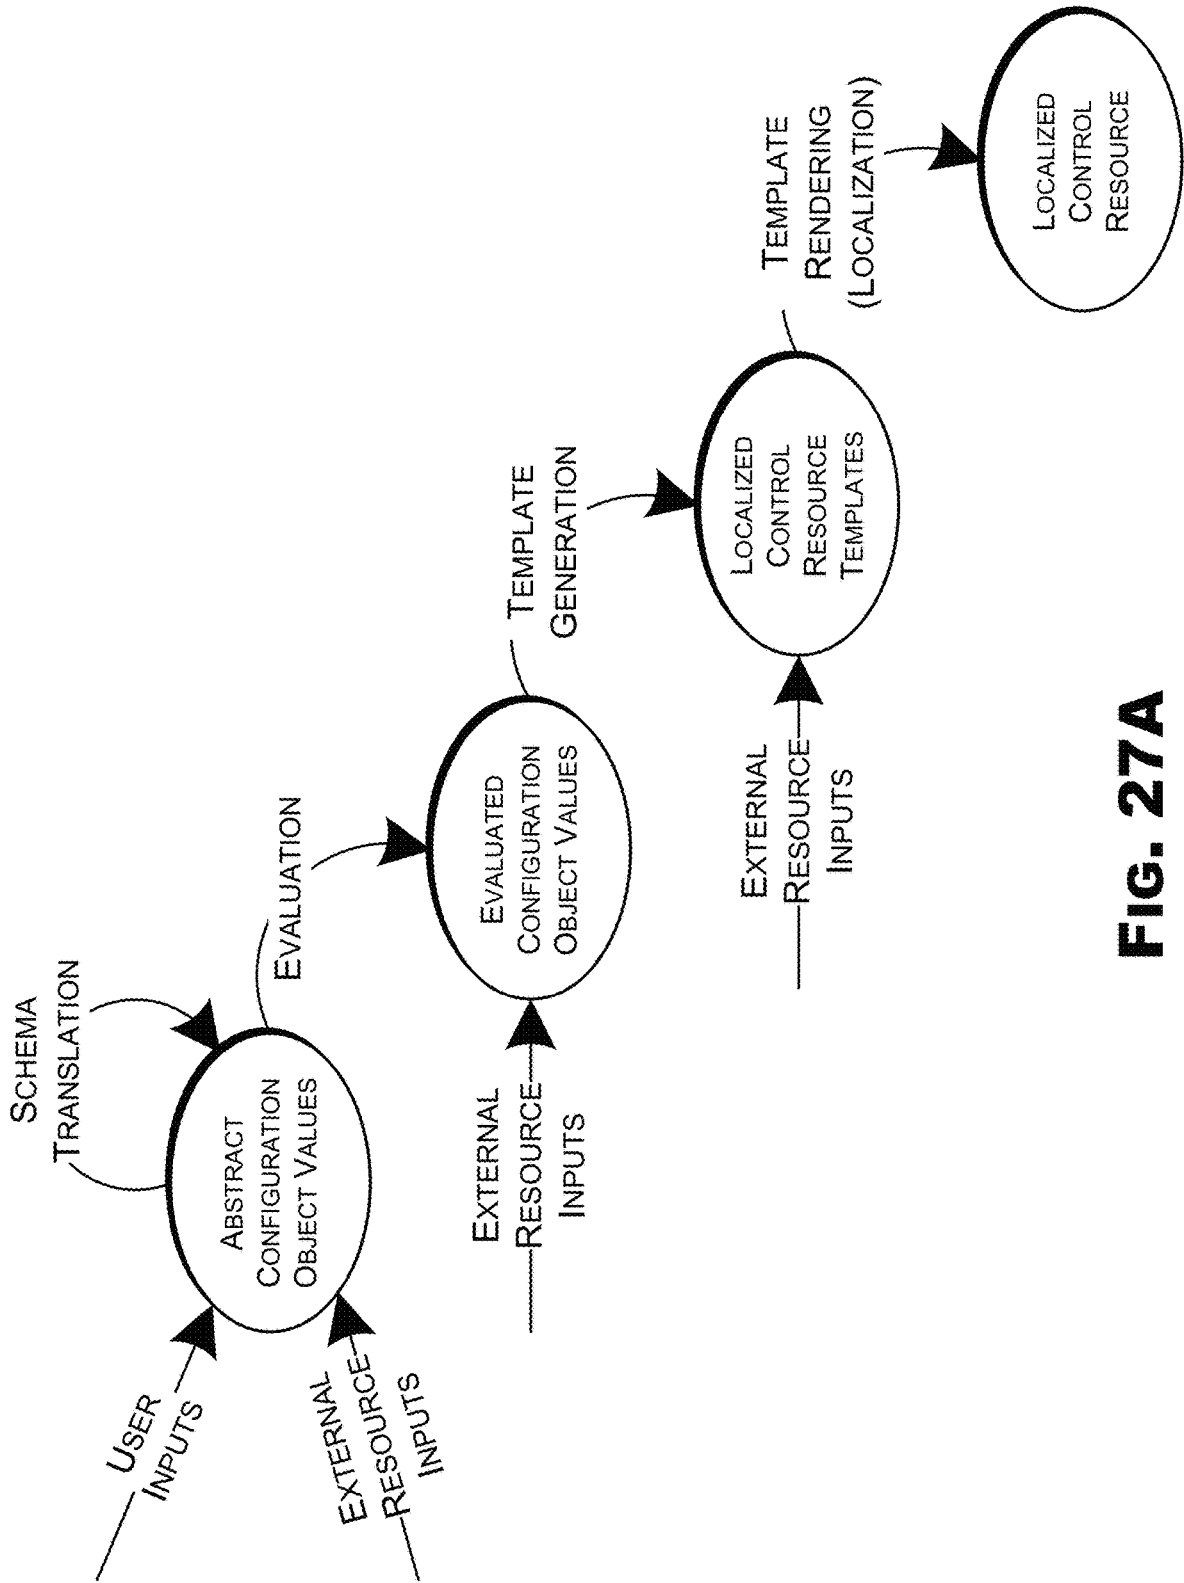 SCHEMA
TRANSLATION
USER
INPUTS
EXTERNAL
RESOURCE
INPUTS
ABSTRACT
CONFIGURATION
OBJECT VALUES
EVALUATION
EXTERNAL
RESOURCE
INPUTS
EVALUATED
CONFIGURATION
OBJECT VALUES
TEMPLATE
GENERATION
EXTERNAL
RESOURCE
INPUTS
LOCALIZED
CONTROL
RESOURCE
TEMPLATES
TEMPLATE
RENDERING
(LOCALIZATION)
LOCALIZED
CONTROL
RESOURCE
FIG. 27A